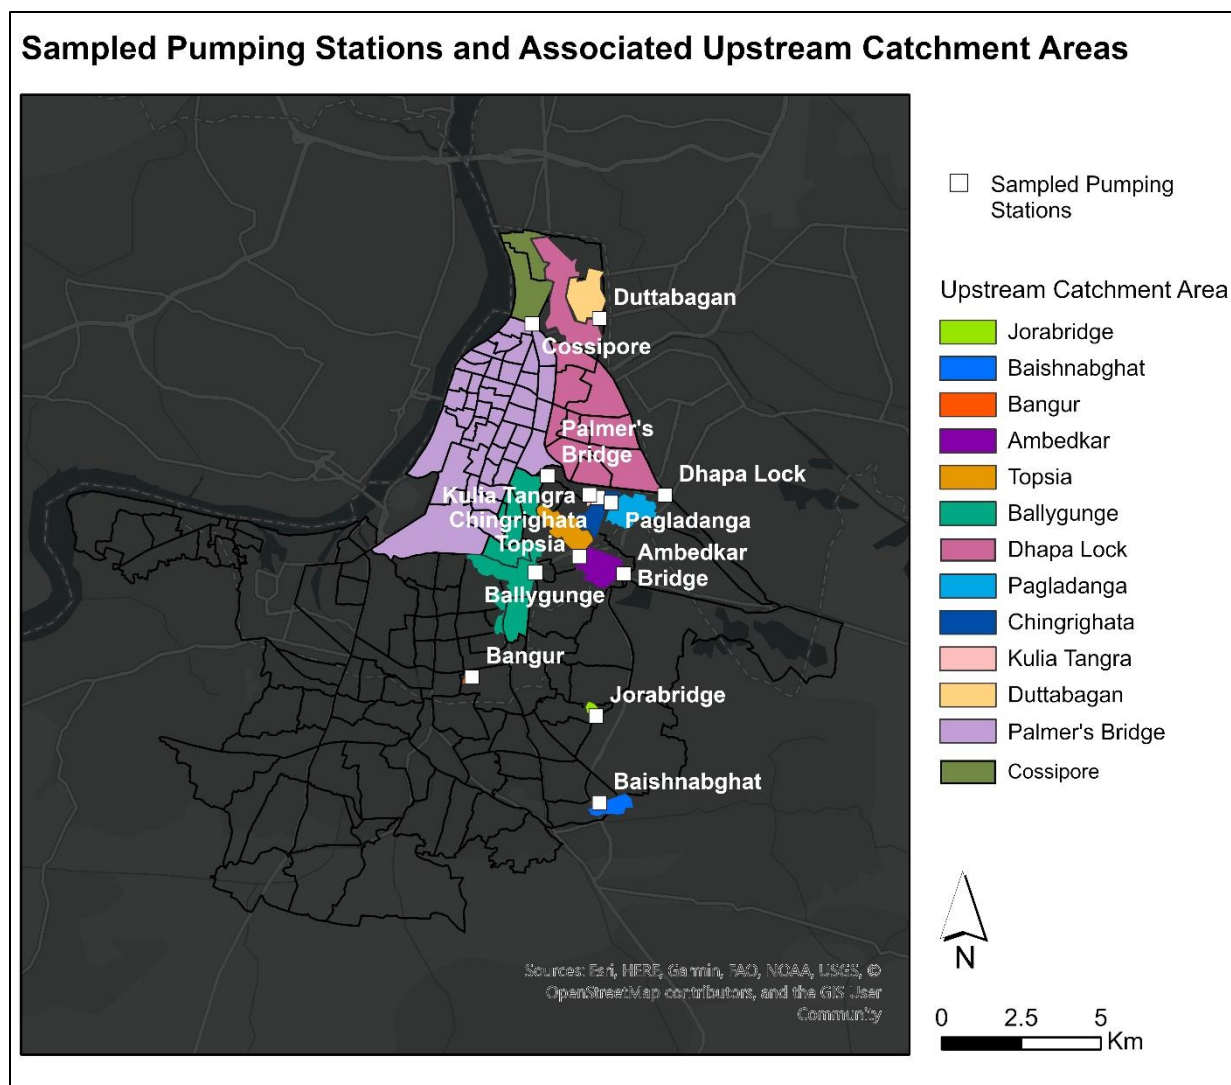 Sampled Pumping Stations and Associated Upstream Catchment Areas
Duttabagan
Cossipore
Palmer's
Bridge
Dhapa Lock
Kulia Tangra
Chingrighata
Pagladanga
Topsia
Ambedkar
Bridge
Ballygunge
Bangur
Jorabridge
Baishnabghat
Sources: Esri, HERE, Garmin, FAO, NOAA, USGS, ©
OpenStreetMap contributors, and the GIS User
Community
Sampled Pumping
Stations
Upstream Catchment Area
Jorabridge
Baishnabghat
Bangur
Ambedkar
Topsia
Ballygunge
Dhapa Lock
Pagladanga
Chingrighata
Kulia Tangra
Duttabagan
Palmer's Bridge
Cossipore
N
0 2.5 5
Km